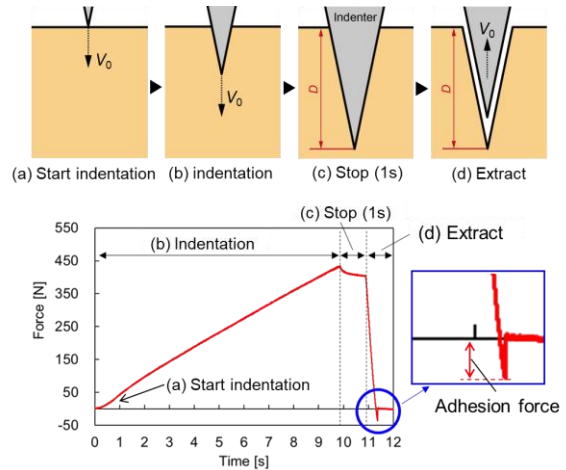 Indenter
V0
V0
D
D
V0
(a) Start indentation
(b) indentation
(c) Stop (1s)
(d) Extract
(c) Stop (1s)
(d) Extract
(b) Indentation
550
450
350
250
150
50
-50
Force [N]
(a) Start indentation
Adhesion force
0 1 2 3 4 5 6 7 8 9 10 11 12
Time [s]